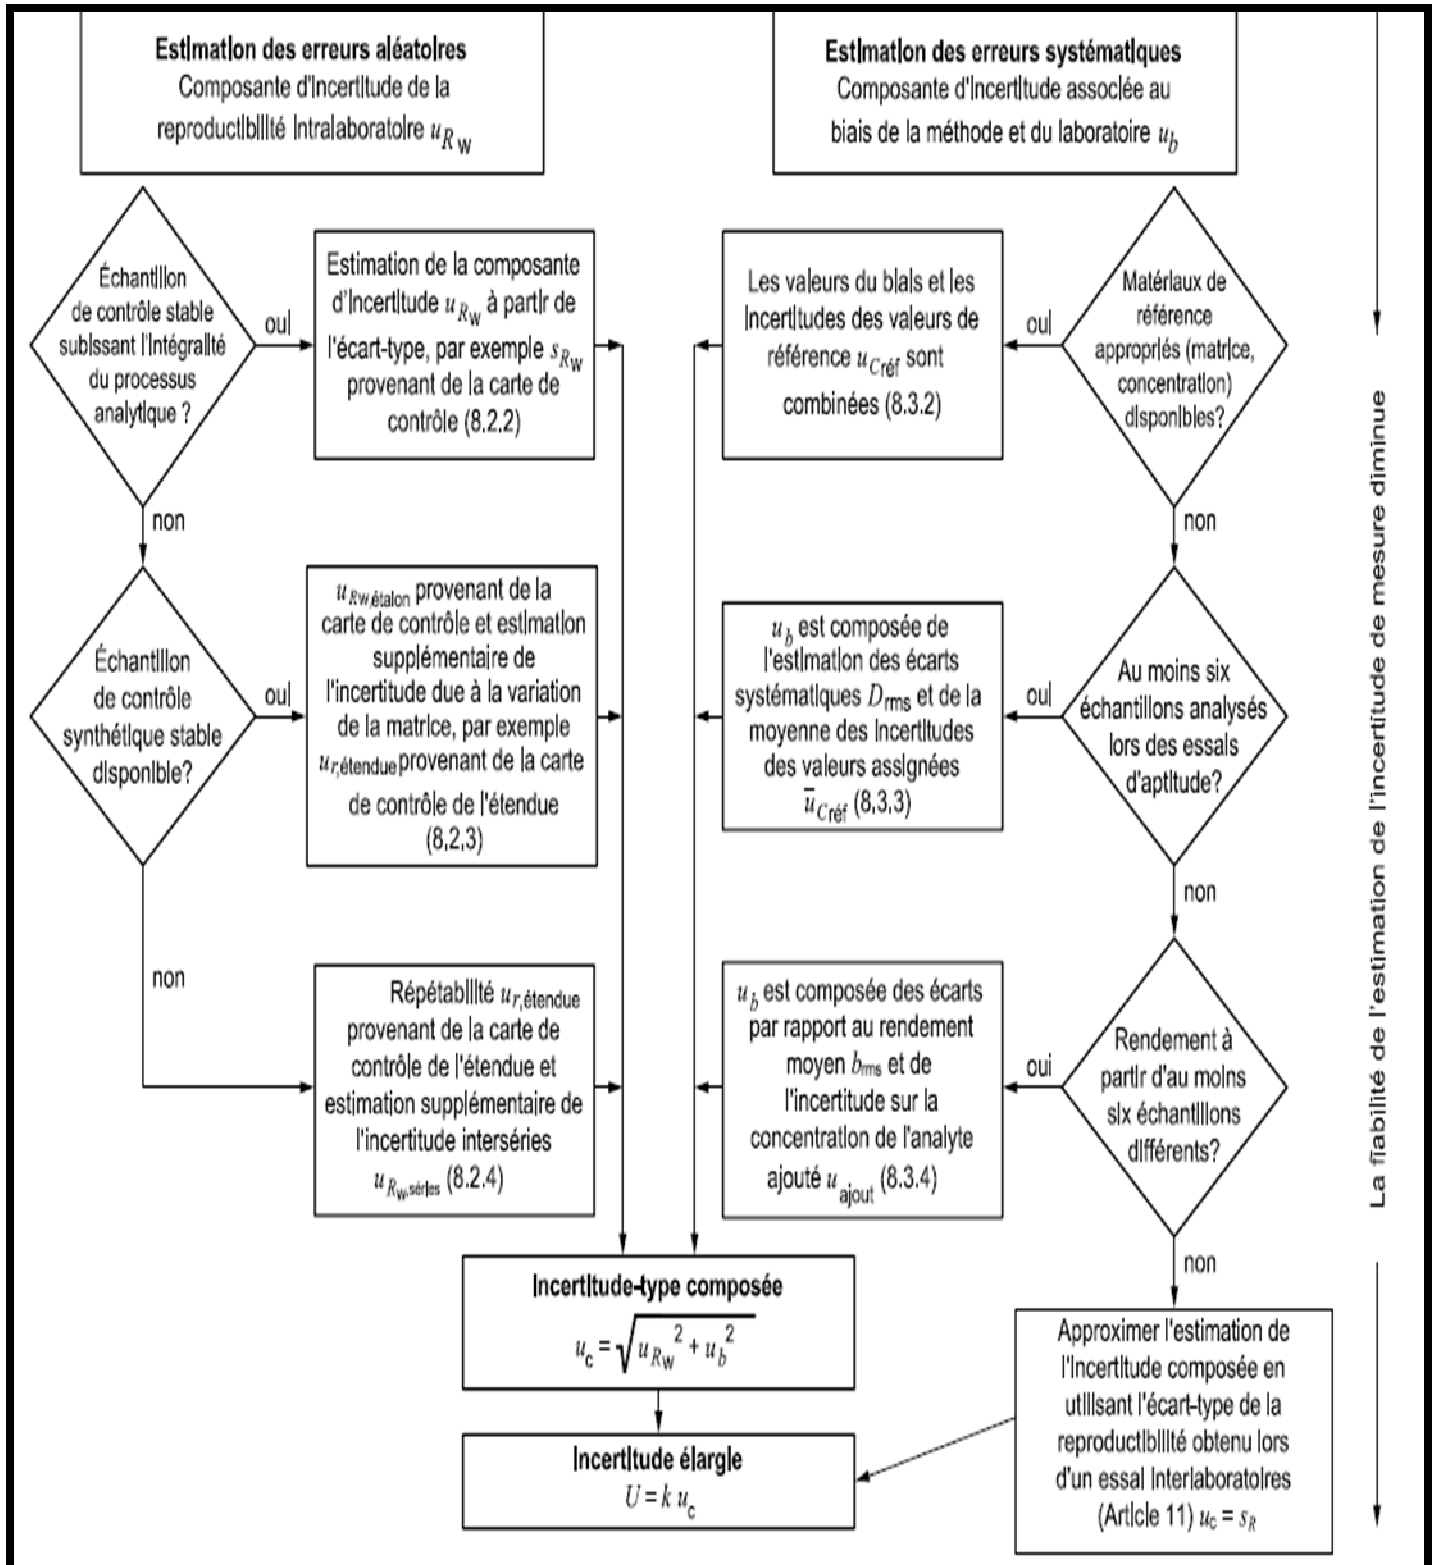 Estimation des erreurs aléatoires
Composante d'incertitude de la
reproductibilité intralaboratoire u_Rw
Estimation des erreurs systématiques
Composante d'incertitude associée au
biais de la méthode et du laboratoire u_b
Échantillon
de contrôle stable
subissant l'intégralité
du processus
analytique ?
oui
Estimation de la composante
d'incertitude u_Rw à partir de
l'écart-type, par exemple s_Rw
provenant de la carte de
contrôle (8.2.2)
Les valeurs du biais et les
incertitudes des valeurs de
référence u_Créf sont
combinées (8.3.2)
oui
Matériaux de
référence
appropriés (matrice,
concentration)
disponibles?
non
non
Échantillon
de contrôle
synthétique stable
disponible?
oui
u_Rw,étalon provenant de la
carte de contrôle et estimation
supplémentaire de
l'incertitude due à la variation
de la matrice, par exemple
u_r,étendue provenant de la carte
de contrôle de l'étendue
(8.2.3)
u_b est composée de
l'estimation des écarts
systématiques D_rms et de la
moyenne des incertitudes
des valeurs assignées
u̅_Créf (8.3.3)
oui
Au moins six
échantillons analysés
lors des essais
d'aptitude?
non
non
Répétabilité u_r,étendue
provenant de la carte de
contrôle de l'étendue et
estimation supplémentaire de
l'incertitude interséries
u_Rw,séries (8.2.4)
u_b est composée des écarts
par rapport au rendement
moyen b_rms et de
l'incertitude sur la
concentration de l'analyte
ajouté u_ajout (8.3.4)
oui
Rendement à
partir d'au moins
six échantillons
différents?
non
Incertitude-type composée
u_c = √(u_Rw² + u_b²)
Incertitude élargie
U = k u_c
Approximer l'estimation de
l'incertitude composée en
utilisant l'écart-type de la
reproductibilité obtenu lors
d'un essai interlaboratoires
(Article 11) u_c = s_R
La fiabilité de l'estimation de l'incertitude de mesure diminue